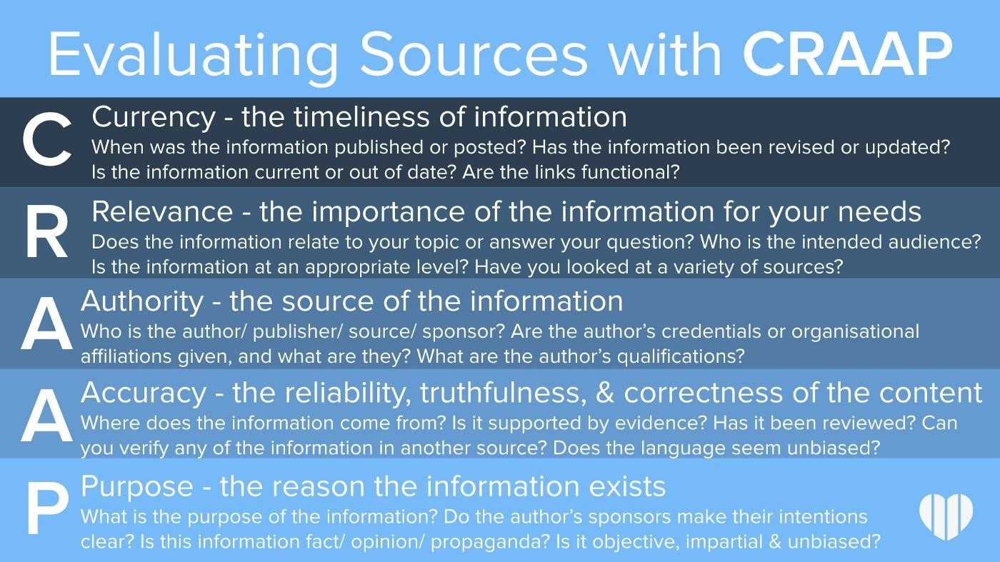 Evaluating Sources with CRAAP
C
Currency - the timeliness of information
When was the information published or posted? Has the information been revised or updated?
Is the information current or out of date? Are the links functional?
R
Relevance - the importance of the information for your needs
Does the information relate to your topic or answer your question? Who is the intended audience?
Is the information at an appropriate level? Have you looked at a variety of sources?
A
Authority - the source of the information
Who is the author/ publisher/ source/ sponsor? Are the author’s credentials or organisational
affiliations given, and what are they? What are the author’s qualifications?
A
Accuracy - the reliability, truthfulness, & correctness of the content
Where does the information come from? Is it supported by evidence? Has it been reviewed? Can
you verify any of the information in another source? Does the language seem unbiased?
P
Purpose - the reason the information exists
What is the purpose of the information? Do the author’s sponsors make their intentions
clear? Is this information fact/ opinion/ propaganda? Is it objective, impartial & unbiased?